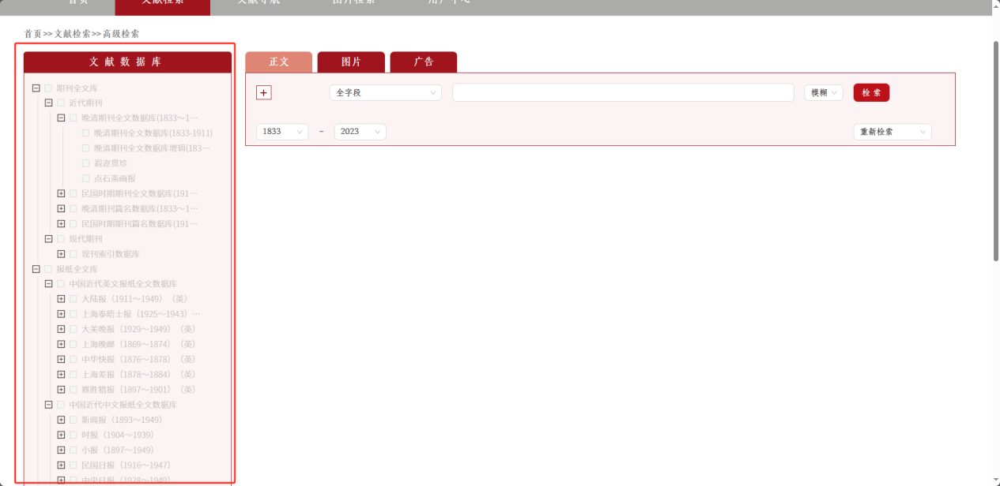 首页 文献检索 文献导航 图片检索 用户中心
首页>>文献检索>>高级检索
文献数据库
期刊全文库
近代期刊
晚清期刊全文数据库(1833～1…
晚清期刊全文数据库(1833-1911)
晚清期刊全文数据库增辑(183…
遐迩贯珍
点石斋画报
民国时期期刊全文数据库(191…
晚清期刊篇名数据库(1833～1…
民国时期期刊篇名数据库(191…
现代期刊
现刊索引数据库
报纸全文库
中国近代英文报纸全文数据库
大陆报（1911～1949）（英）
上海泰晤士报（1925～1943）…
大美晚报（1929～1949）（英）
上海晚邮（1869～1874）（英）
中华快报（1876～1878）（英）
上海差报（1878～1884）（英）
赛胜错报（1897～1901）（英）
中国近代中文报纸全文数据库
新闻报（1893～1949）
时报（1904～1939）
小报（1897～1949）
民国日报（1916～1947）
中央日报（1928～1949）
正文 图片 广告
全字段 模糊 检索
1833 ~ 2023 重新检索